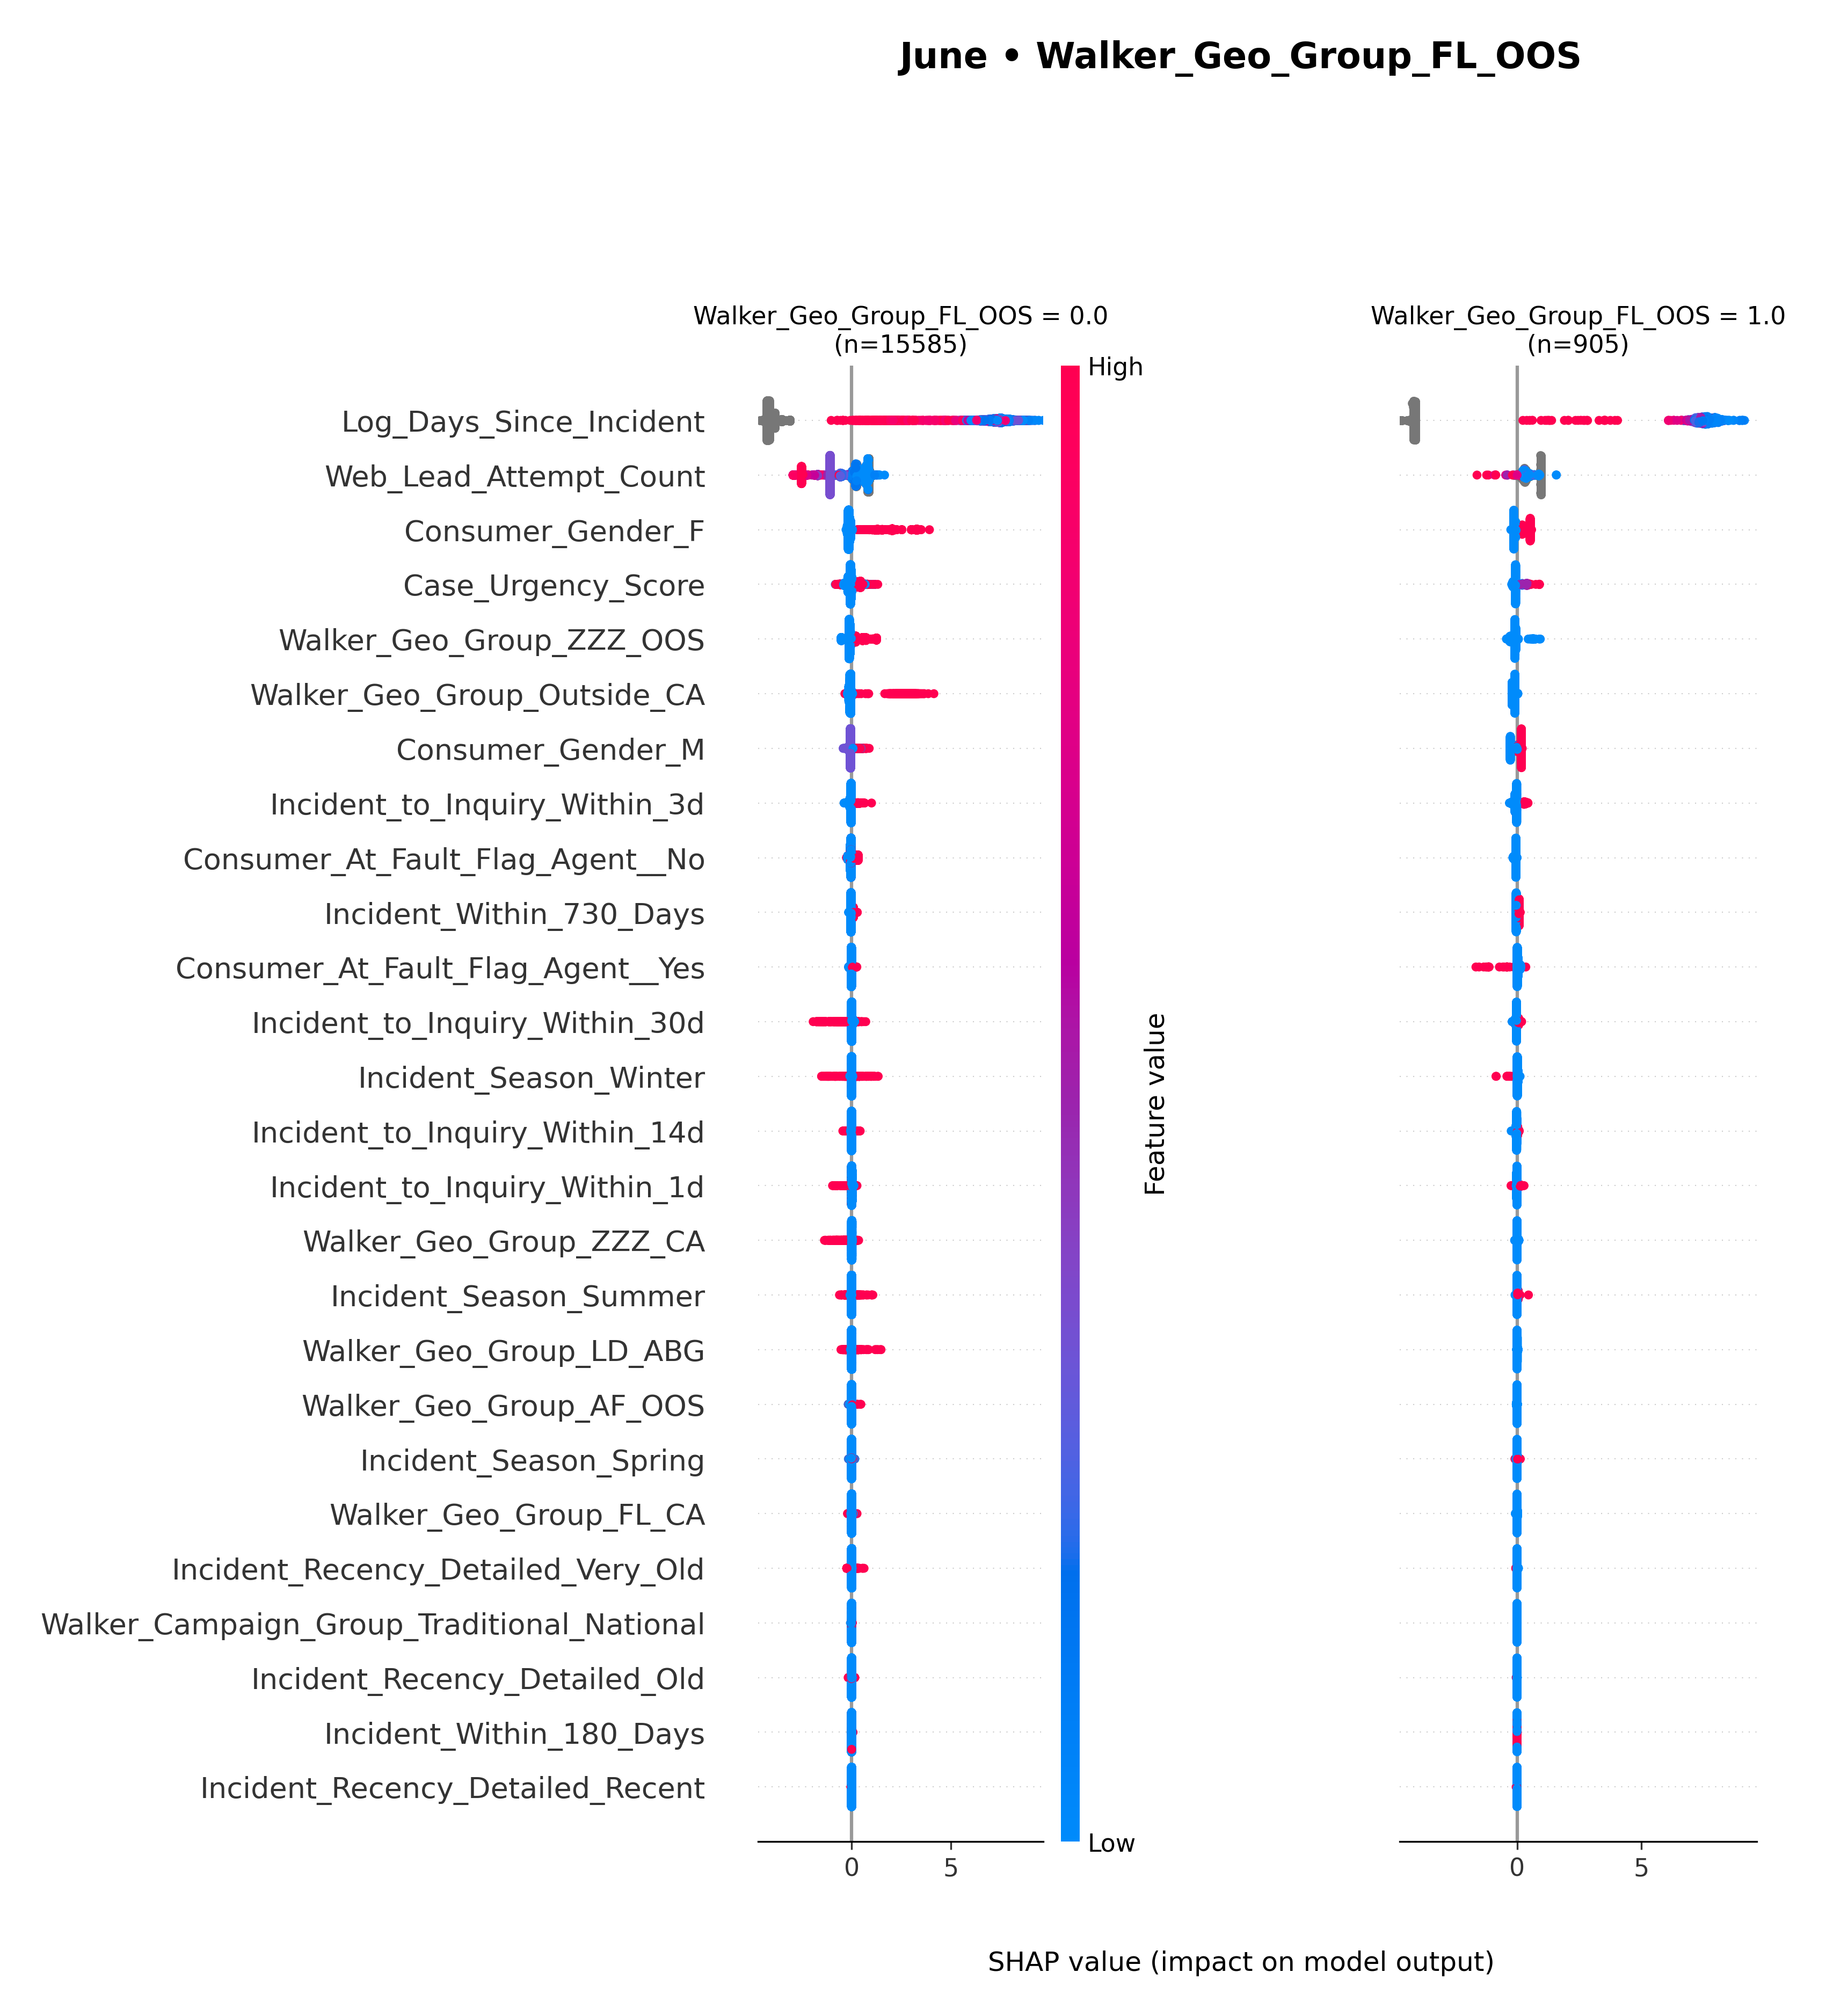 June • Walker_Geo_Group_FL_OOS
Walker_Geo_Group_FL_OOS = 0.0
(n=15585)
Walker_Geo_Group_FL_OOS = 1.0
(n=905)
High
Log_Days_Since_Incident
Web_Lead_Attempt_Count
Consumer_Gender_F
Case_Urgency_Score
Walker_Geo_Group_ZZZ_OOS
Walker_Geo_Group_Outside_CA
Consumer_Gender_M
Incident_to_Inquiry_Within_3d
Consumer_At_Fault_Flag_Agent__No
Incident_Within_730_Days
Consumer_At_Fault_Flag_Agent__Yes
Incident_to_Inquiry_Within_30d
Incident_Season_Winter
Incident_to_Inquiry_Within_14d
Incident_to_Inquiry_Within_1d
Walker_Geo_Group_ZZZ_CA
Incident_Season_Summer
Walker_Geo_Group_LD_ABG
Walker_Geo_Group_AF_OOS
Incident_Season_Spring
Walker_Geo_Group_FL_CA
Incident_Recency_Detailed_Very_Old
Walker_Campaign_Group_Traditional_National
Incident_Recency_Detailed_Old
Incident_Within_180_Days
Incident_Recency_Detailed_Recent
Feature value
Low
0 5
0 5
SHAP value (impact on model output)